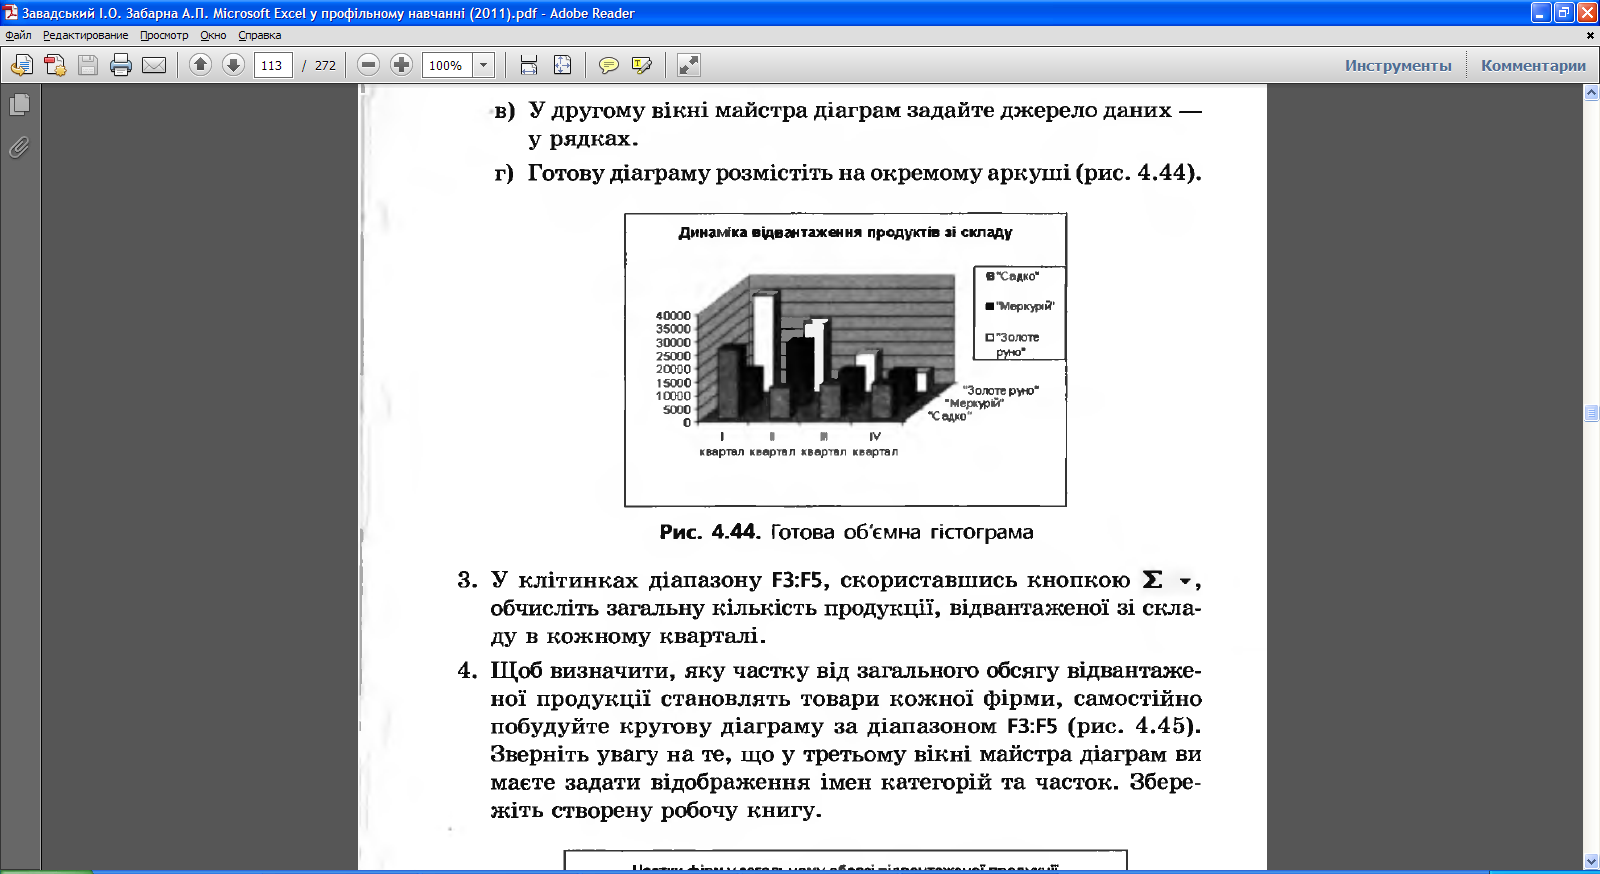 Завадський І.О. Забарна А.П. Microsoft Excel у профільному навчанні (2011).pdf - Adobe Reader
Файл Редактирование Просмотр Окно Справка
113 / 272 100% Инструменты Комментарии
в) У другому вікні майстра діаграм задайте джерело даних —
у рядках.
г) Готову діаграму розмістіть на окремому аркуші (рис. 4.44).
Динаміка відвантаження продуктів зі складу
40000
35000
30000
25000
20000
15000
10000
5000
0
"Садко"
"Меркурій"
"Золоте
руно"
"Золоте руно"
"Меркурій"
"Садко"
I II III IV
квартал квартал квартал квартал
Рис. 4.44. Готова об'ємна гістограма
3. У клітинках діапазону F3:F5, скориставшись кнопкою Σ ,
обчисліть загальну кількість продукції, відвантаженої зі скла-
ду в кожному кварталі.
4. Щоб визначити, яку частку від загального обсягу відвантаже-
ної продукції становлять товари кожної фірми, самостійно
побудуйте кругову діаграму за діапазоном F3:F5 (рис. 4.45).
Зверніть увагу на те, що у третьому вікні майстра діаграм ви
маєте задати відображення імен категорій та часток. Збере-
жіть створену робочу книгу.
Частки фірм у загальному обсязі відвантаженої продукції